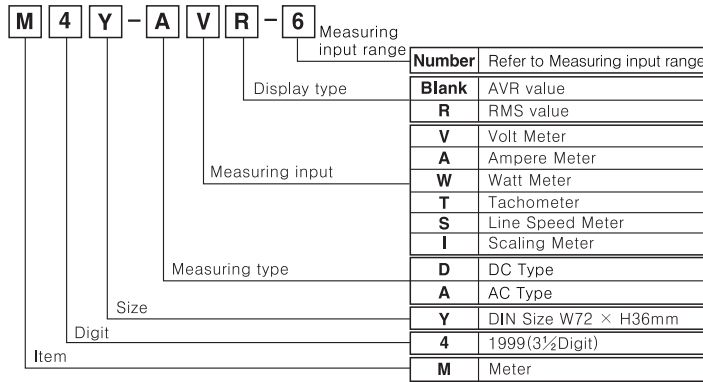 M 4 Y - A V R - 6
Measuring
input range
Number Refer to Measuring input range
Display type
Blank AVR value
R RMS value
Measuring input
V Volt Meter
A Ampere Meter
W Watt Meter
T Tachometer
S Line Speed Meter
I Scaling Meter
Measuring type
D DC Type
A AC Type
Size
Y DIN Size W72 × H36mm
Digit
4 1999(3½Digit)
Item
M Meter